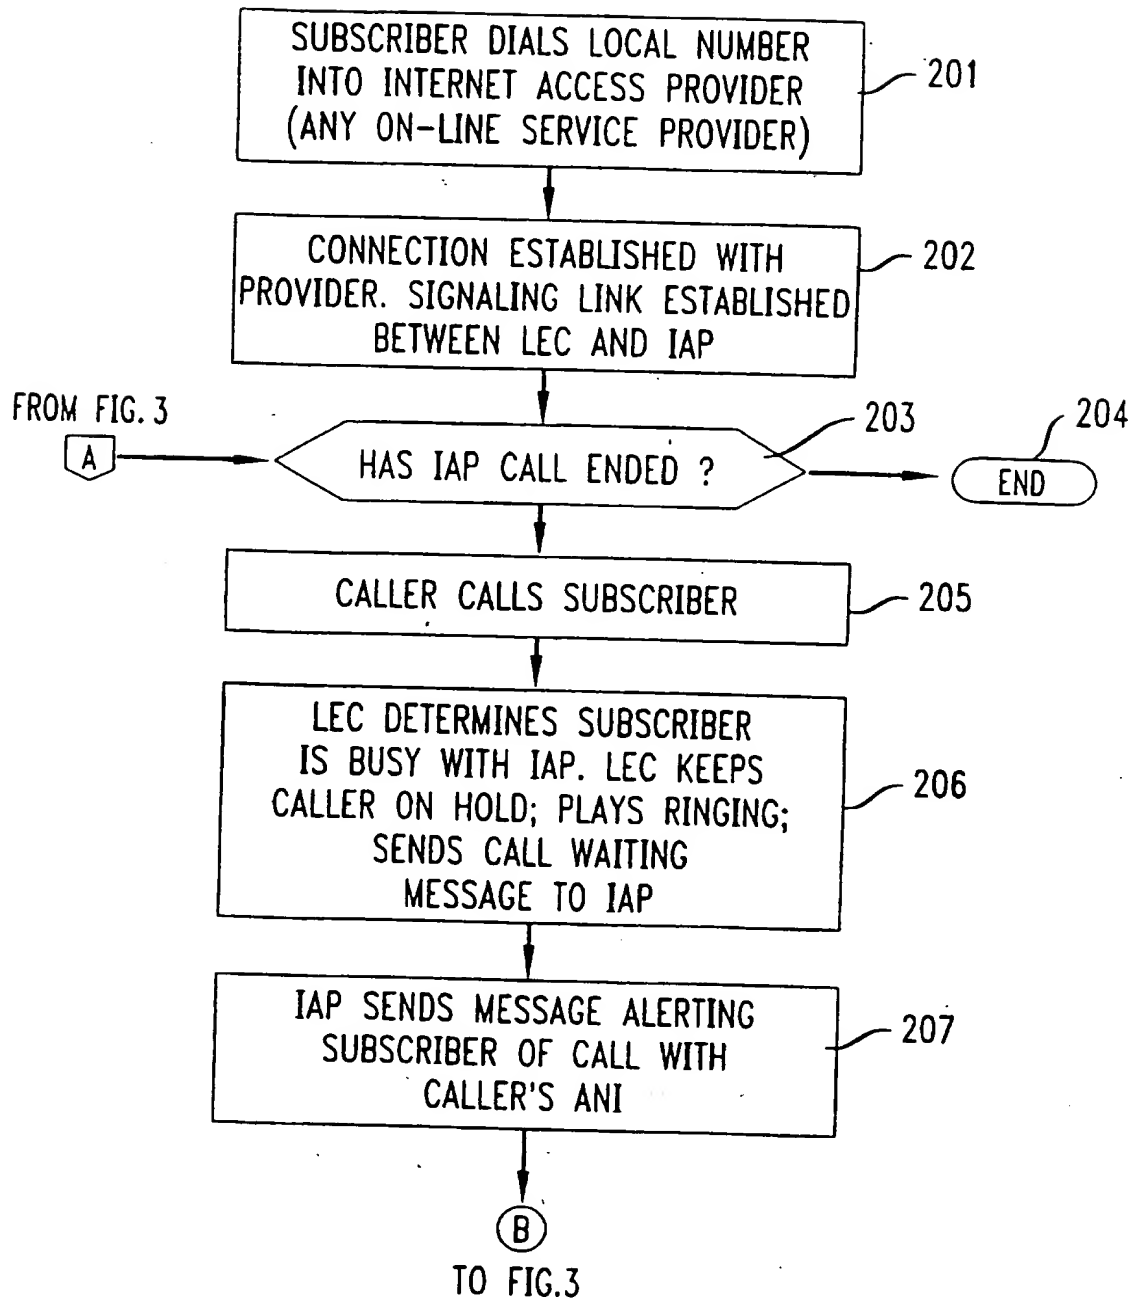 SUBSCRIBER DIALS LOCAL NUMBER
INTO INTERNET ACCESS PROVIDER
(ANY ON-LINE SERVICE PROVIDER)
201
CONNECTION ESTABLISHED WITH
PROVIDER. SIGNALING LINK ESTABLISHED
BETWEEN LEC AND IAP
202
FROM FIG. 3
A
HAS IAP CALL ENDED ?
203
204
END
CALLER CALLS SUBSCRIBER
205
LEC DETERMINES SUBSCRIBER
IS BUSY WITH IAP. LEC KEEPS
CALLER ON HOLD; PLAYS RINGING;
SENDS CALL WAITING
MESSAGE TO IAP
206
IAP SENDS MESSAGE ALERTING
SUBSCRIBER OF CALL WITH
CALLER'S ANI
207
B
TO FIG.3